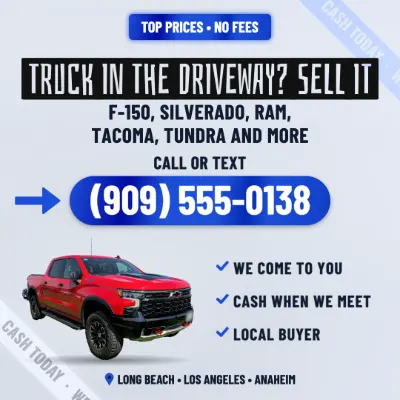 TOP PRICES • NO FEES
CASH TODAY • W
TRUCK IN THE DRIVEWAY? SELL IT
F-150, SILVERADO, RAM,
TACOMA, TUNDRA AND MORE
CALL OR TEXT
(909) 555-0138
WE COME TO YOU
CASH WHEN WE MEET
LOCAL BUYER
CASH TODAY • WE
LONG BEACH • LOS ANGELES • ANAHEIM